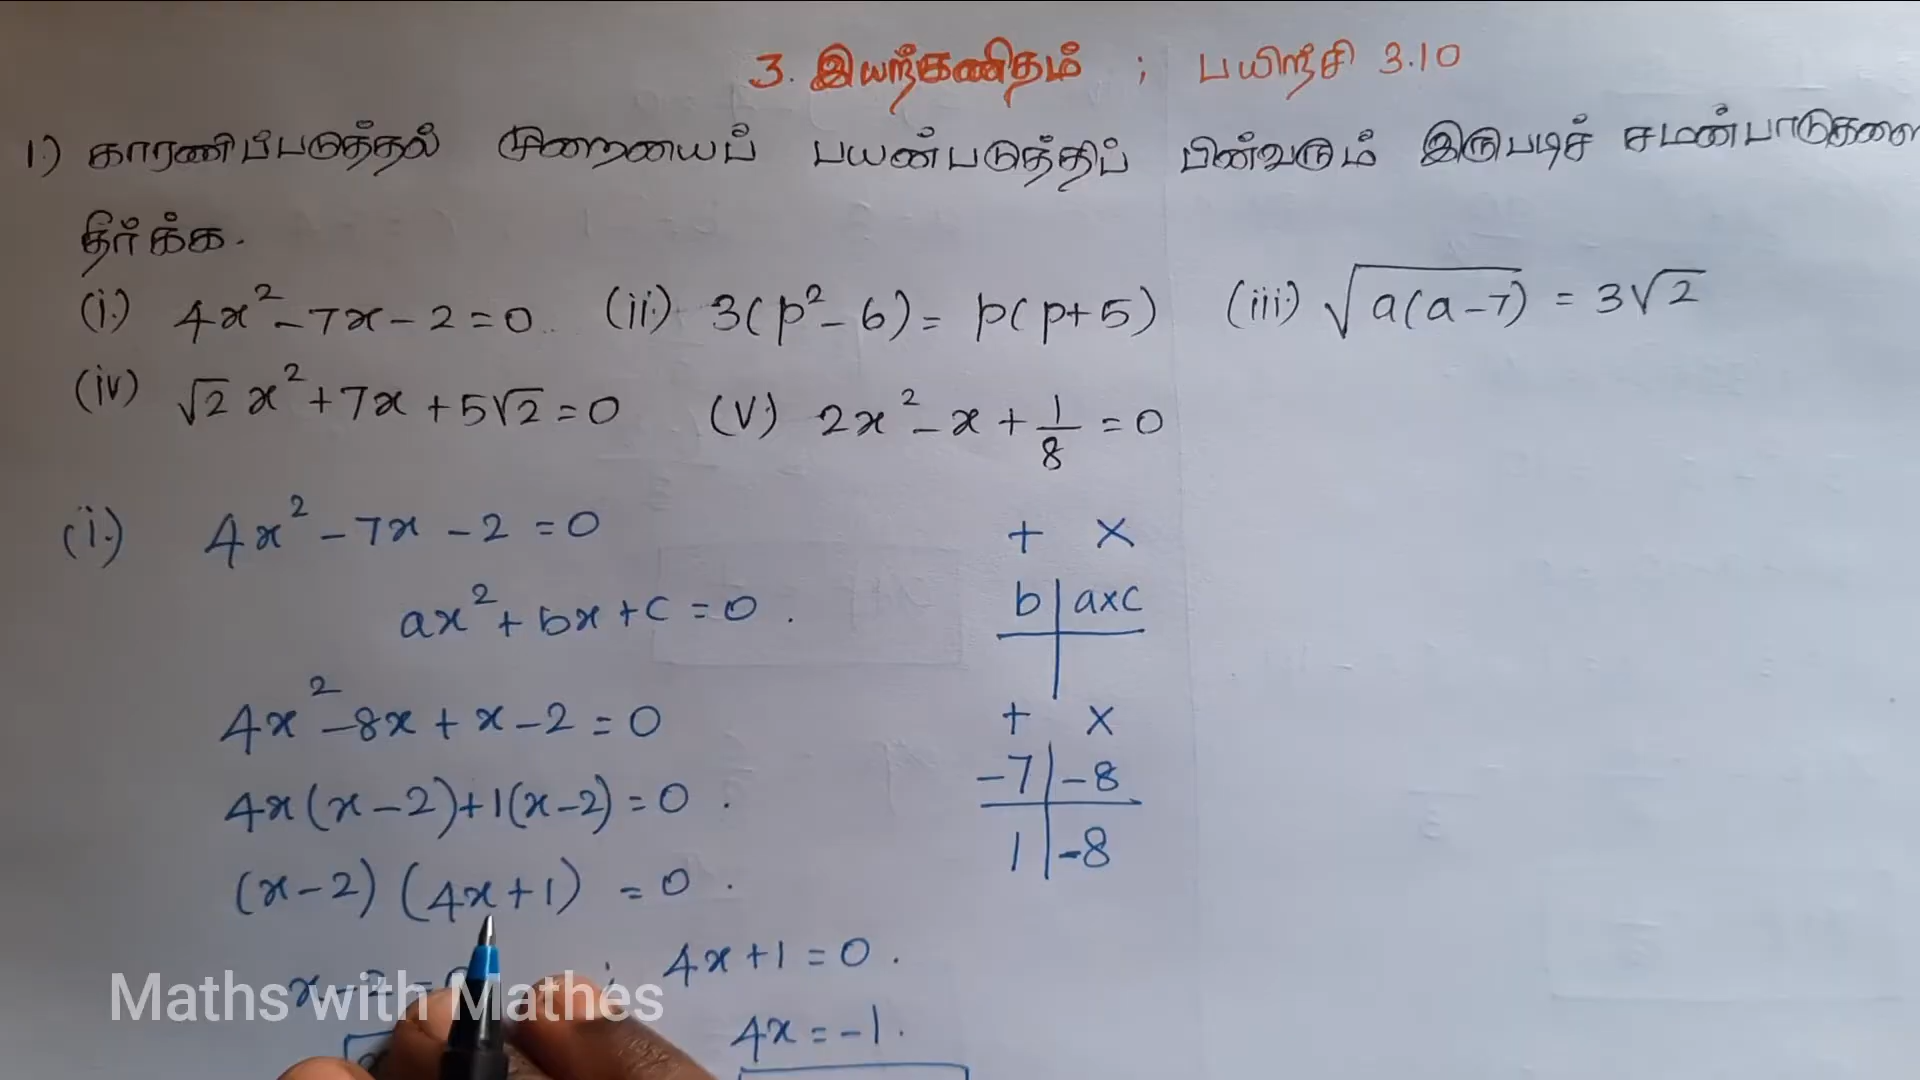 3. இயற்கணிதம் ; பயிற்சி 3.10
1.) காரணிப்படுத்தல் முறையைப் பயன்படுத்திப் பின்வரும் இருபடிச் சமன்பாடுகளை
தீர்க்க.
(i.) 4x² - 7x - 2 = 0 (ii.) 3(p² - 6) = p(p+5) (iii.) √a(a-7) = 3√2
(iv) √2 x² + 7x + 5√2 = 0 (v.) 2x² - x + 1/8 = 0
(i.) 4x² - 7x - 2 = 0
+ ×
ax² + bx + c = 0 .
b | a×c
4x² - 8x + x - 2 = 0
+ ×
4x(x-2)+1(x-2) = 0 .
-7 | -8
1 | -8
(x-2) (4x+1) = 0 .
x - 2 = ; 4x + 1 = 0 .
Maths with Mathes
4x = -1 .